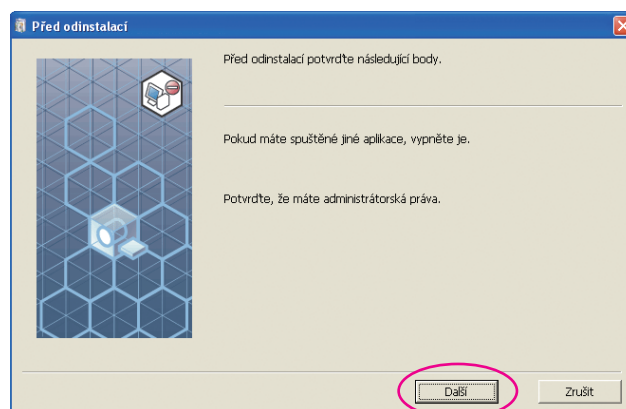 Před odinstalací
Před odinstalací potvrďte následující body.
Pokud máte spuštěné jiné aplikace, vypněte je.
Potvrďte, že máte administrátorská práva.
Další
Zrušit